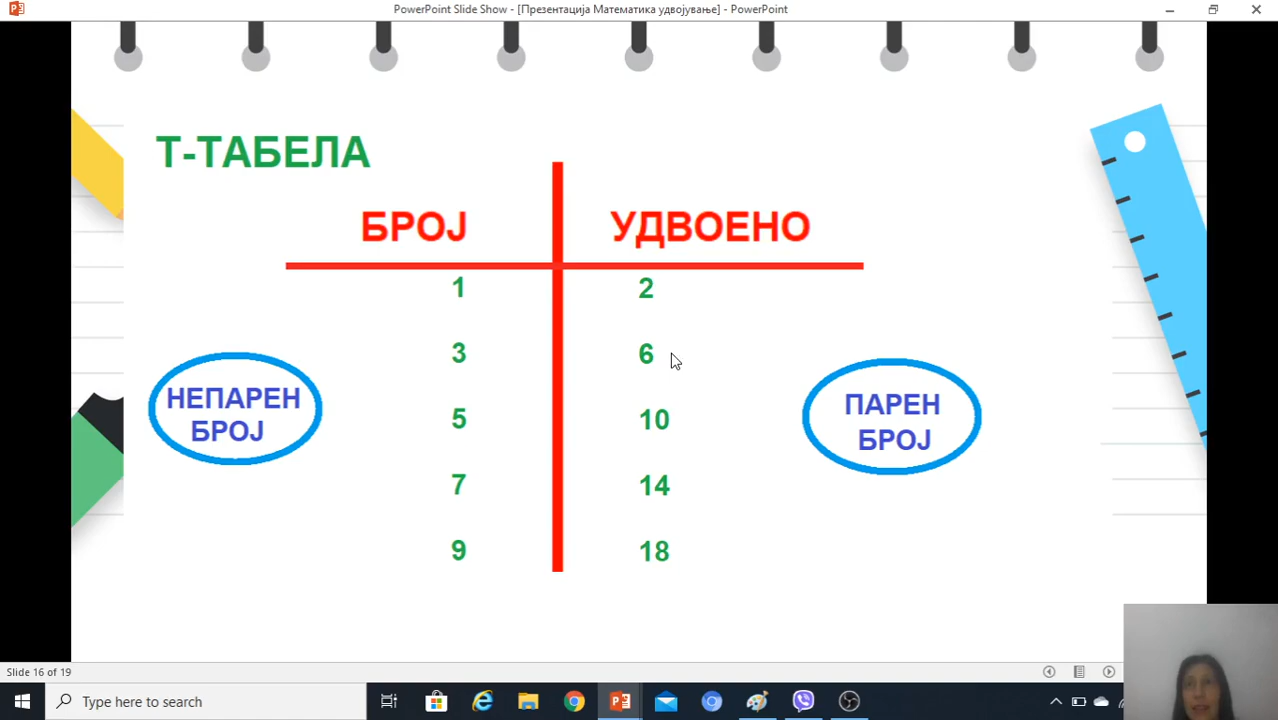 PowerPoint Slide Show - [Презентација Математика удвојување] - PowerPoint
Т-ТАБЕЛА
БРОЈ УДВОЕНО
1 2
3 6
5 10
7 14
9 18
НЕПАРЕН
БРОЈ
ПАРЕН
БРОЈ
Slide 16 of 19
Type here to search